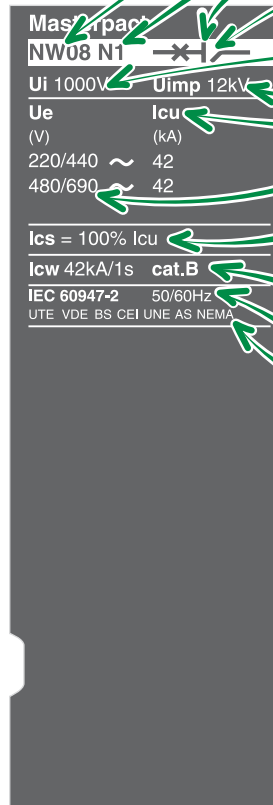 Masterpact
NW08 N1
Ui 1000V Uimp 12kV
Ue Icu
(V) (kA)
220/440 ~ 42
480/690 ~ 42
Ics = 100% Icu
Icw 42kA/1s cat.B
IEC 60947-2 50/60Hz
UTE VDE BS CEI UNE AS NEMA